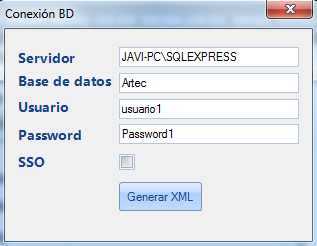 Conexión BD
Servidor JAVI-PC\SQLEXPRESS
Base de datos Artec
Usuario usuario1
Password Password1
SSO
Generar XML